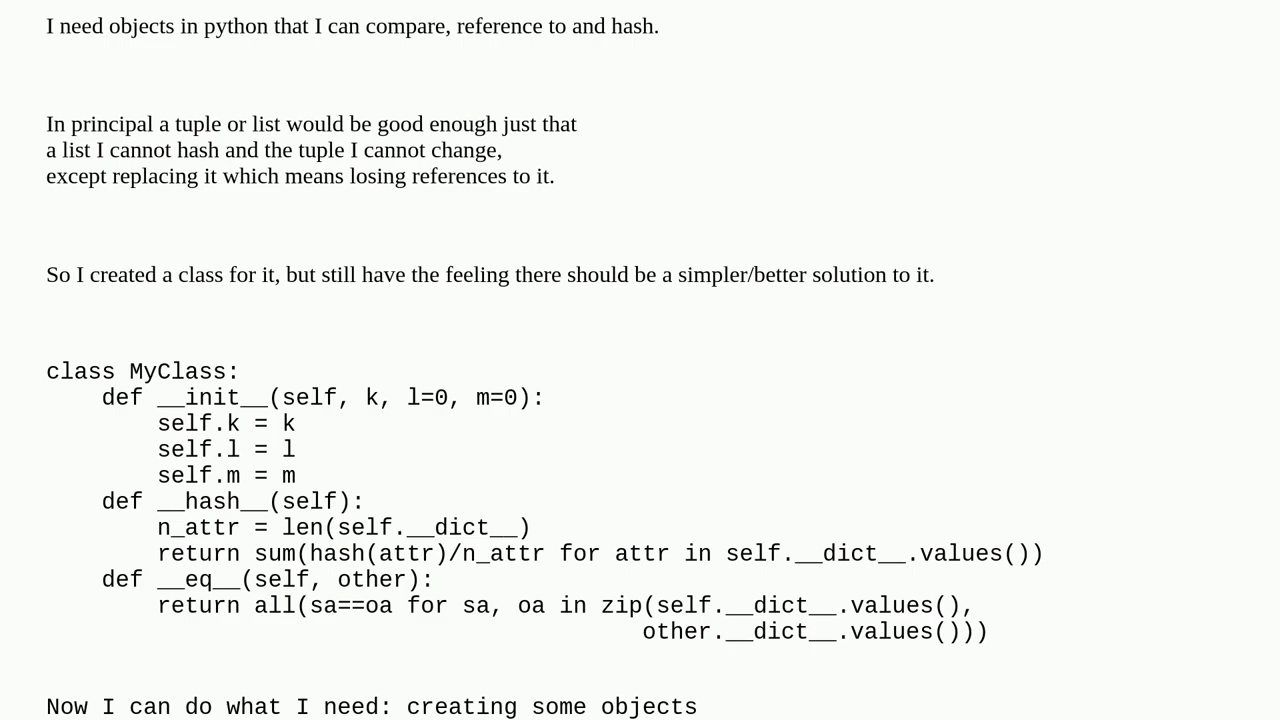 I need objects in python that I can compare, reference to and hash.
In principal a tuple or list would be good enough just that
a list I cannot hash and the tuple I cannot change,
except replacing it which means losing references to it.
So I created a class for it, but still have the feeling there should be a simpler/better solution to it.
class MyClass:
    def __init__(self, k, l=0, m=0):
        self.k = k
        self.l = l
        self.m = m
    def __hash__(self):
        n_attr = len(self.__dict__)
        return sum(hash(attr)/n_attr for attr in self.__dict__.values())
    def __eq__(self, other):
        return all(sa==oa for sa, oa in zip(self.__dict__.values(),
                                           other.__dict__.values()))
Now I can do what I need: creating some objects